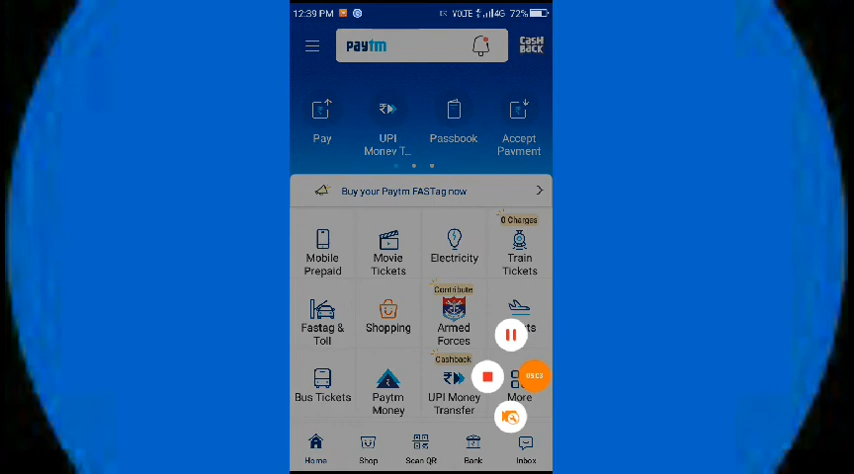 12:39 PM VOLTE 4G 72%
paytm CASH BACK
Pay UPI Money T... Passbook Accept Payment
Buy your Paytm FASTag now
0 Charges
Mobile Prepaid Movie Tickets Electricity Train Tickets
Contribute
Fastag & Toll Shopping Armed Forces
Cashback
Bus Tickets Paytm Money UPI Money Transfer More
Home Shop Scan QR Bank Inbox